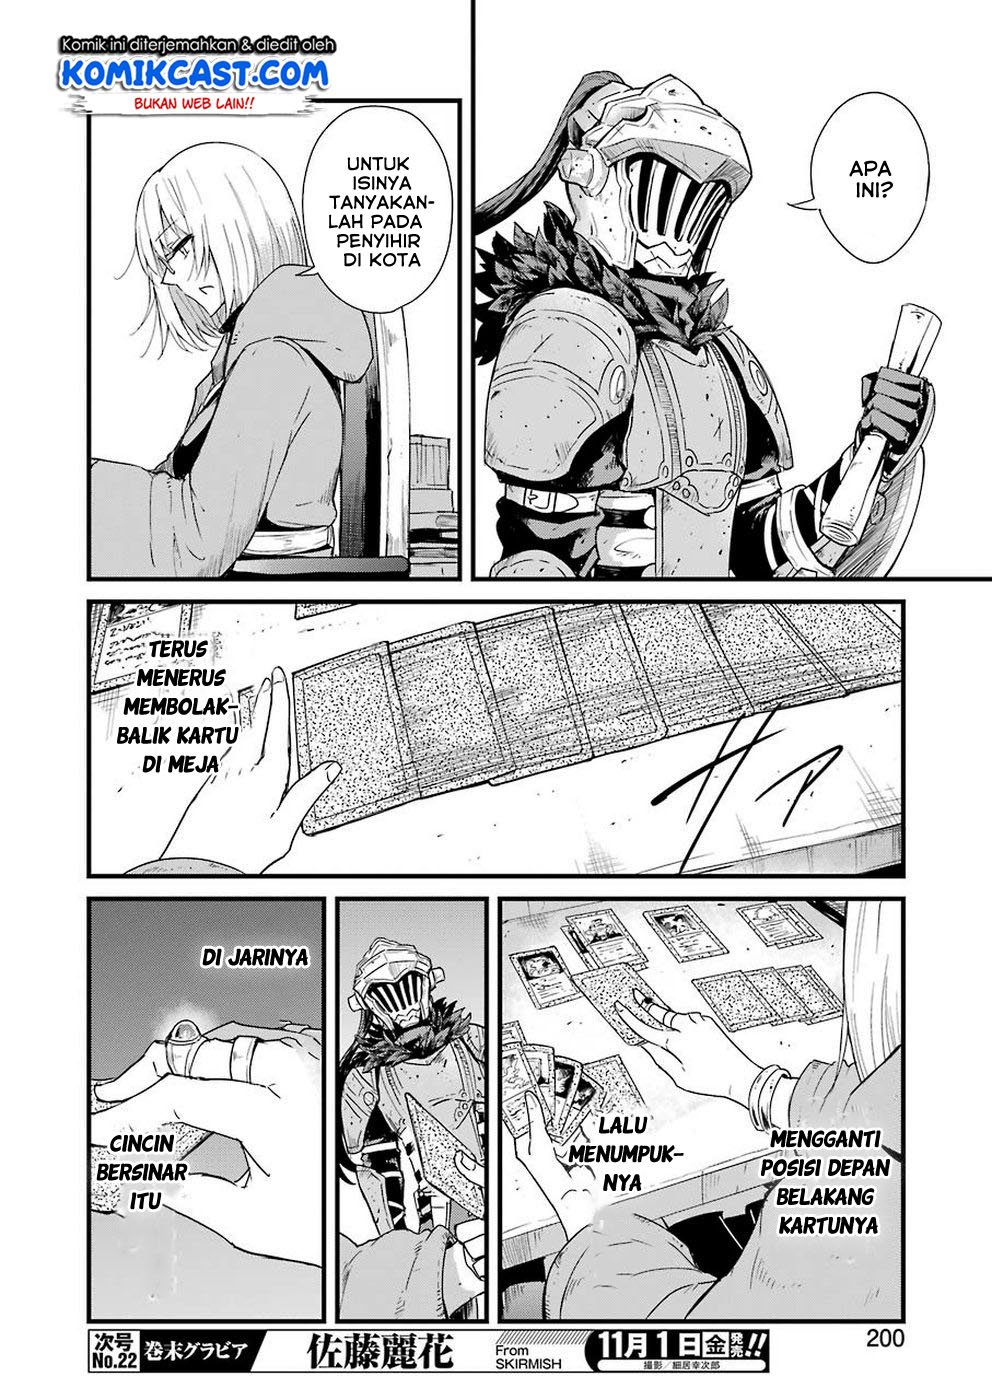 Komik ini diterjemahkan & diedit oleh
KOMIKCAST.COM
BUKAN WEB LAIN!!
APA
INI?
UNTUK
ISINYA
TANYAKAN-
LAH PADA
PENYIHIR
DI KOTA
TERUS
MENERUS
MEMBOLAK-
BALIK KARTU
DI MEJA
ザァ
MENGGANTI
POSISI DEPAN
BELAKANG
KARTUNYA
LALU
MENUMPUK-
NYA
DI JARINYA
CINCIN
BERSINAR
ITU
200
次号
No.22
巻末グラビア
佐藤麗花
From
SKIRMISH
11月1日金発売!!
撮影/細居幸次郎